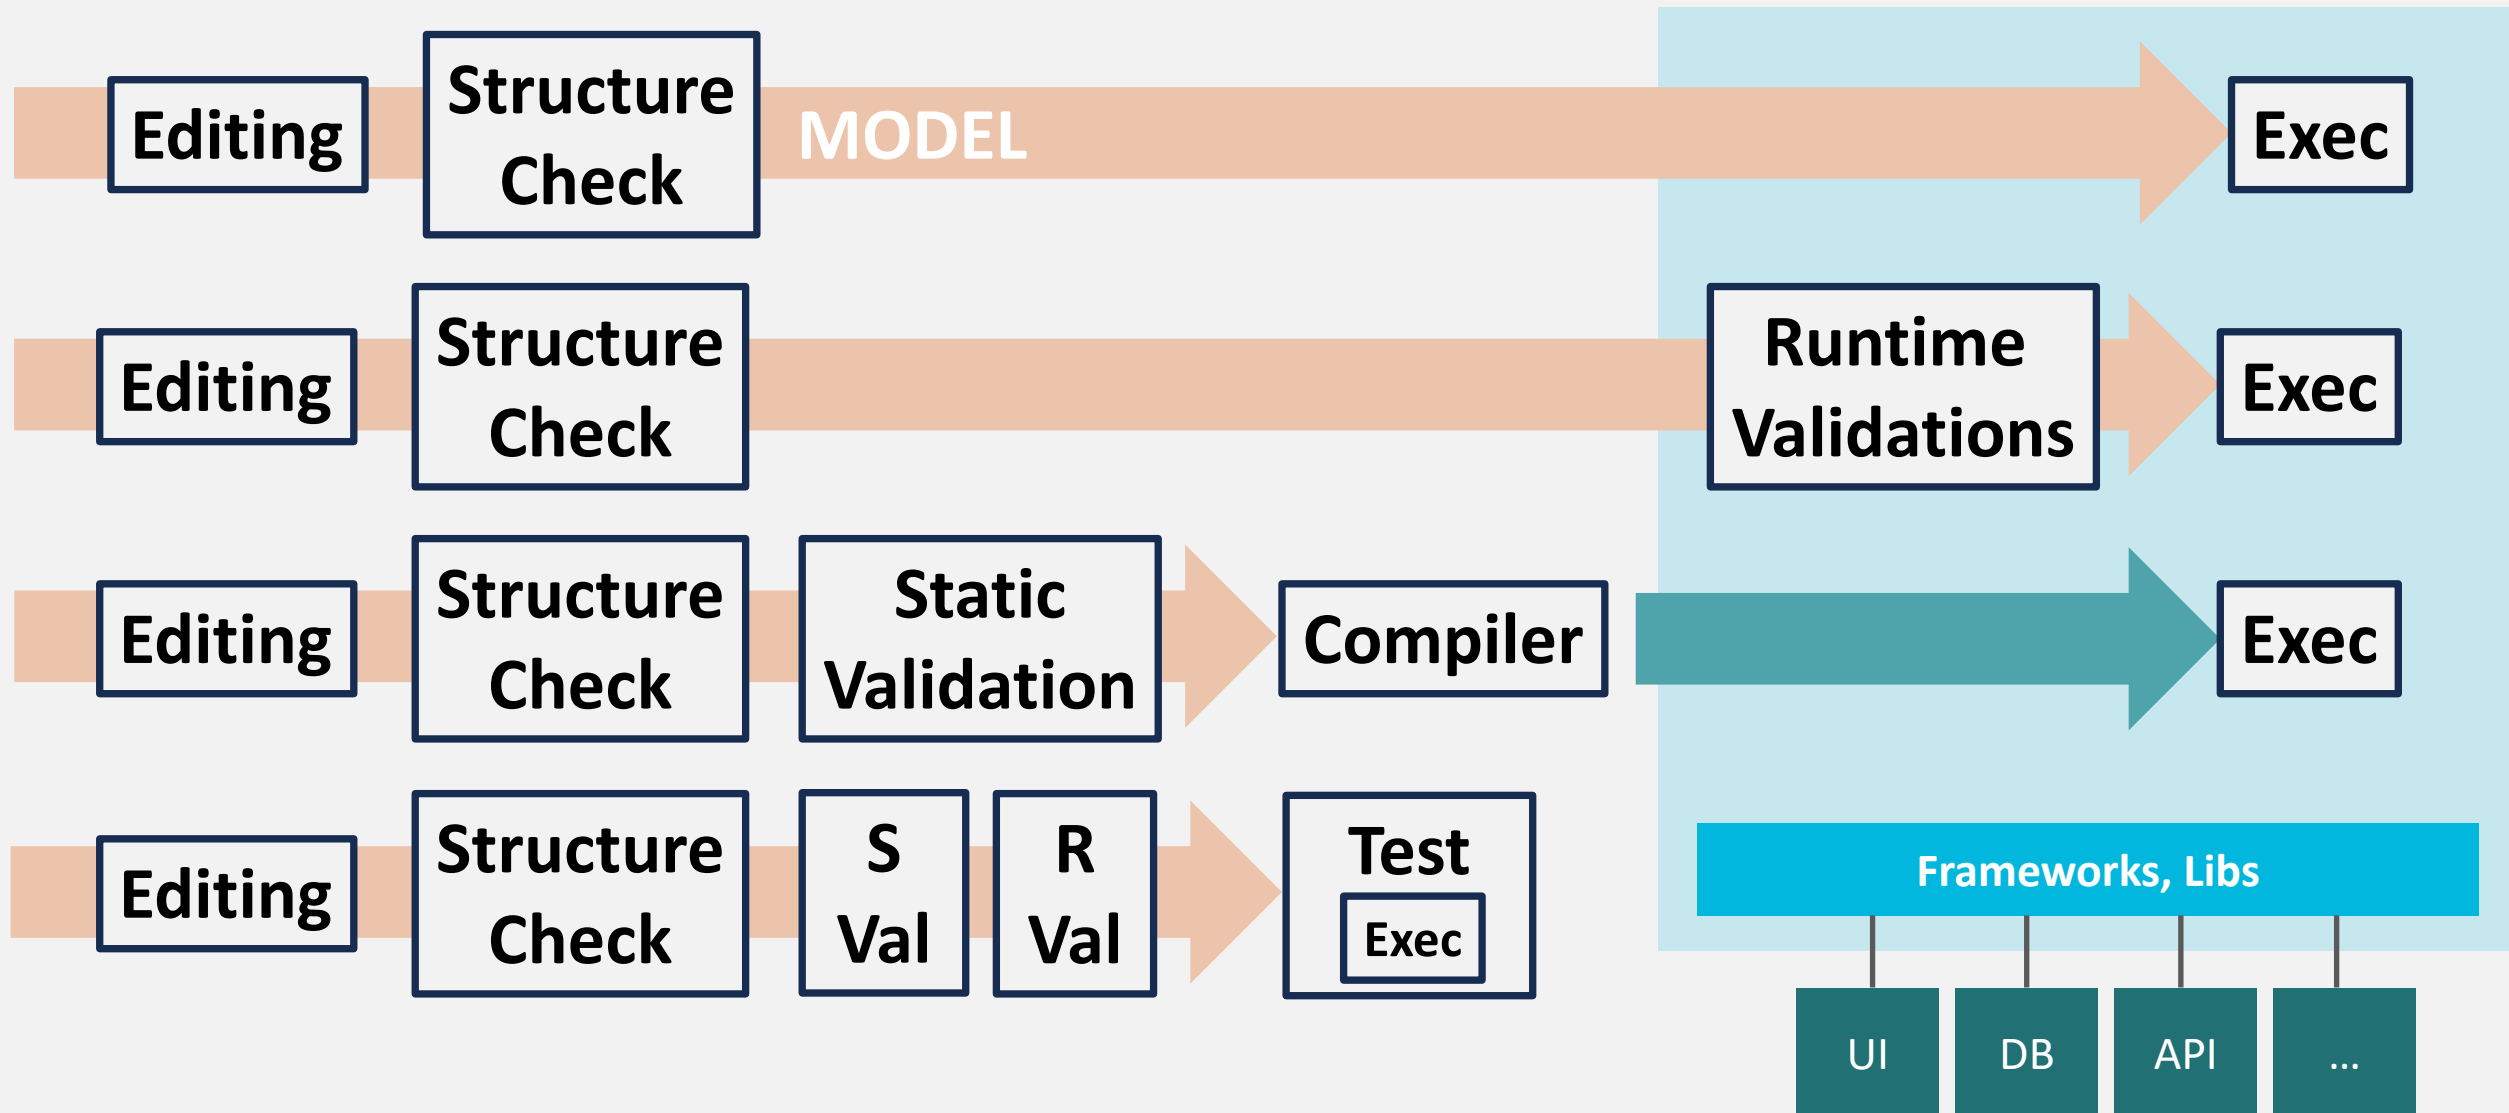 Editing
Structure
Check
MODEL
Exec
Editing
Structure
Check
Runtime
Validations
Exec
Editing
Structure
Check
Static
Validation
Compiler
Exec
Editing
Structure
Check
S
Val
R
Val
Test
Exec
Frameworks, Libs
UI
DB
API
...